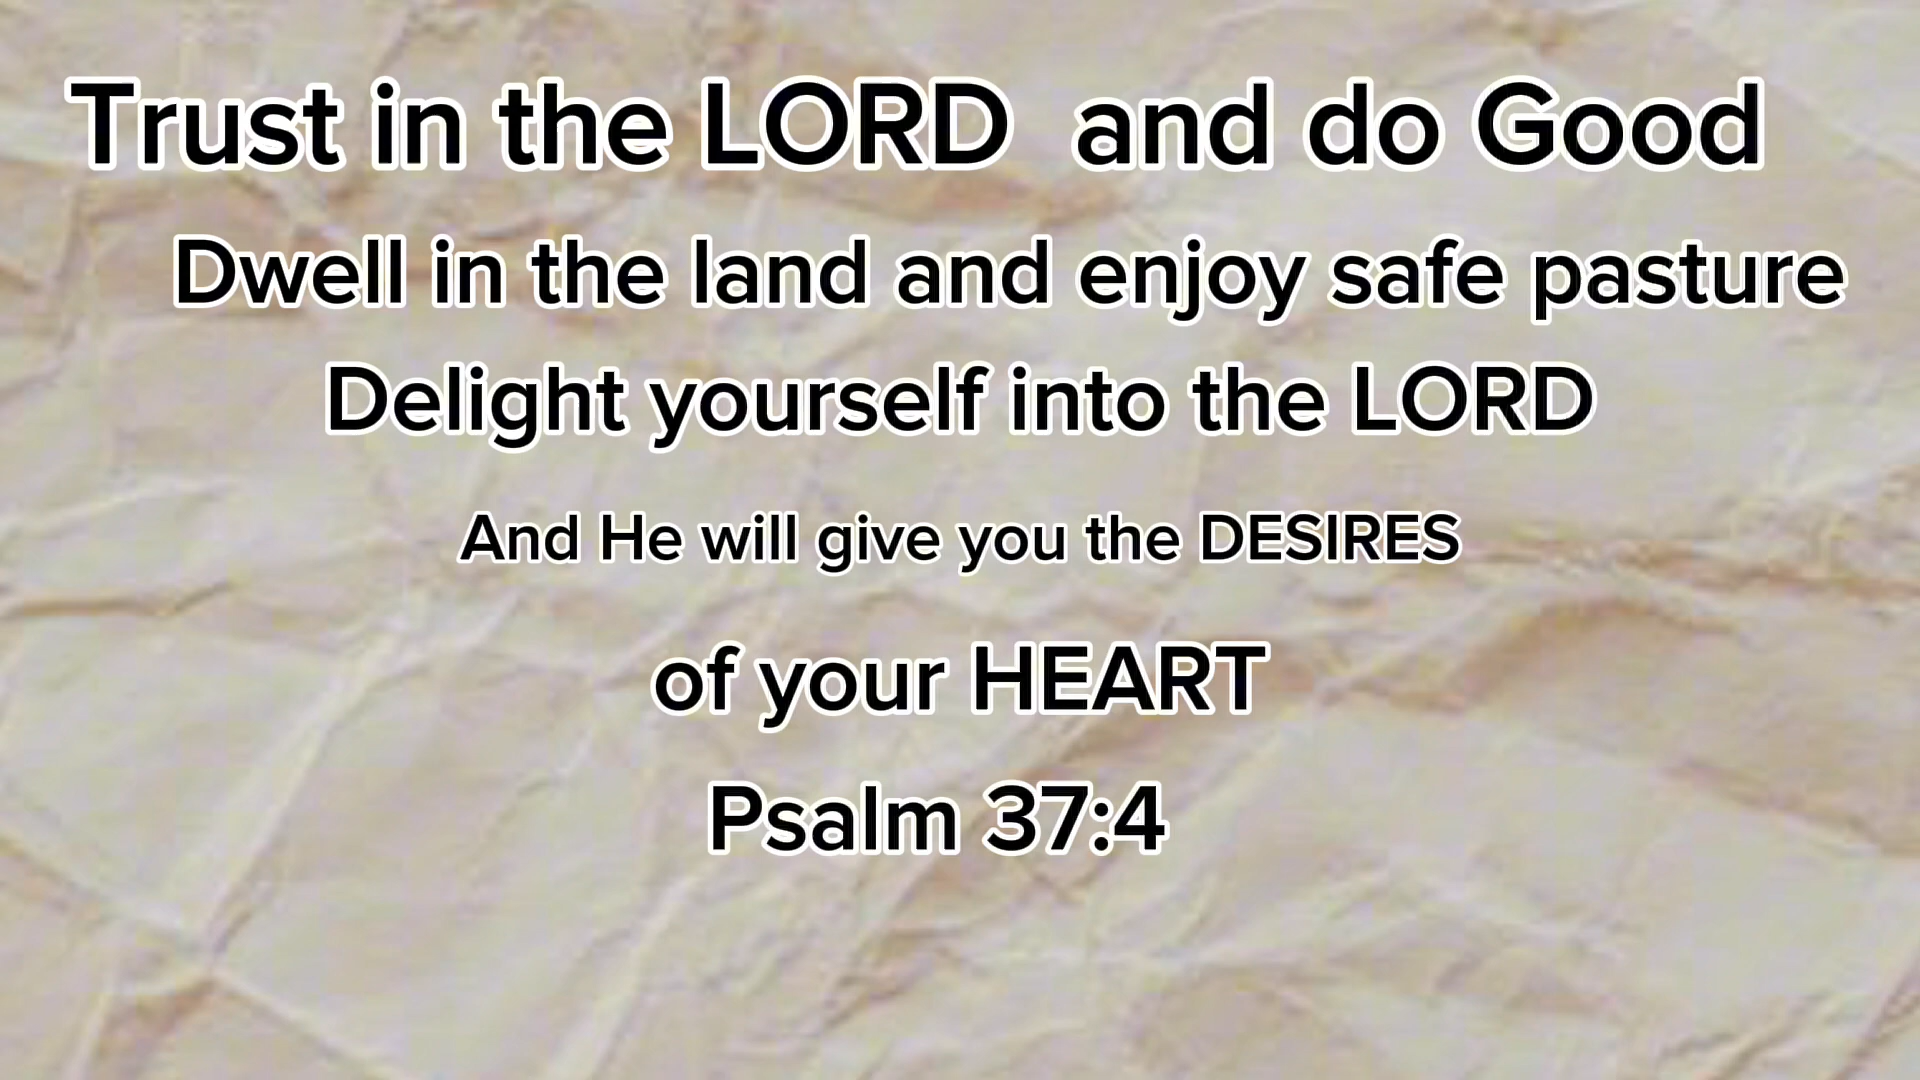 Trust in the LORD  and do Good
Dwell in the land and enjoy safe pasture
Delight yourself into the LORD
And He will give you the DESIRES
of your HEART
Psalm 37:4